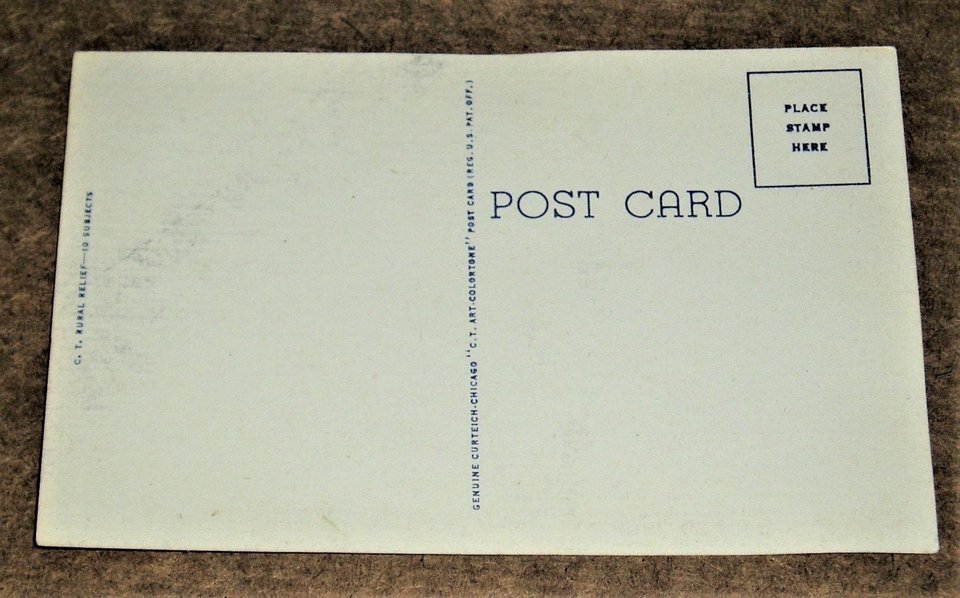 C. T. RURAL RELIEF—10 SUBJECTS
GENUINE CURTEICH-CHICAGO "C.T. ART-COLORTONE" POST CARD (REG. U.S. PAT. OFF.)
POST CARD
PLACE
STAMP
HERE